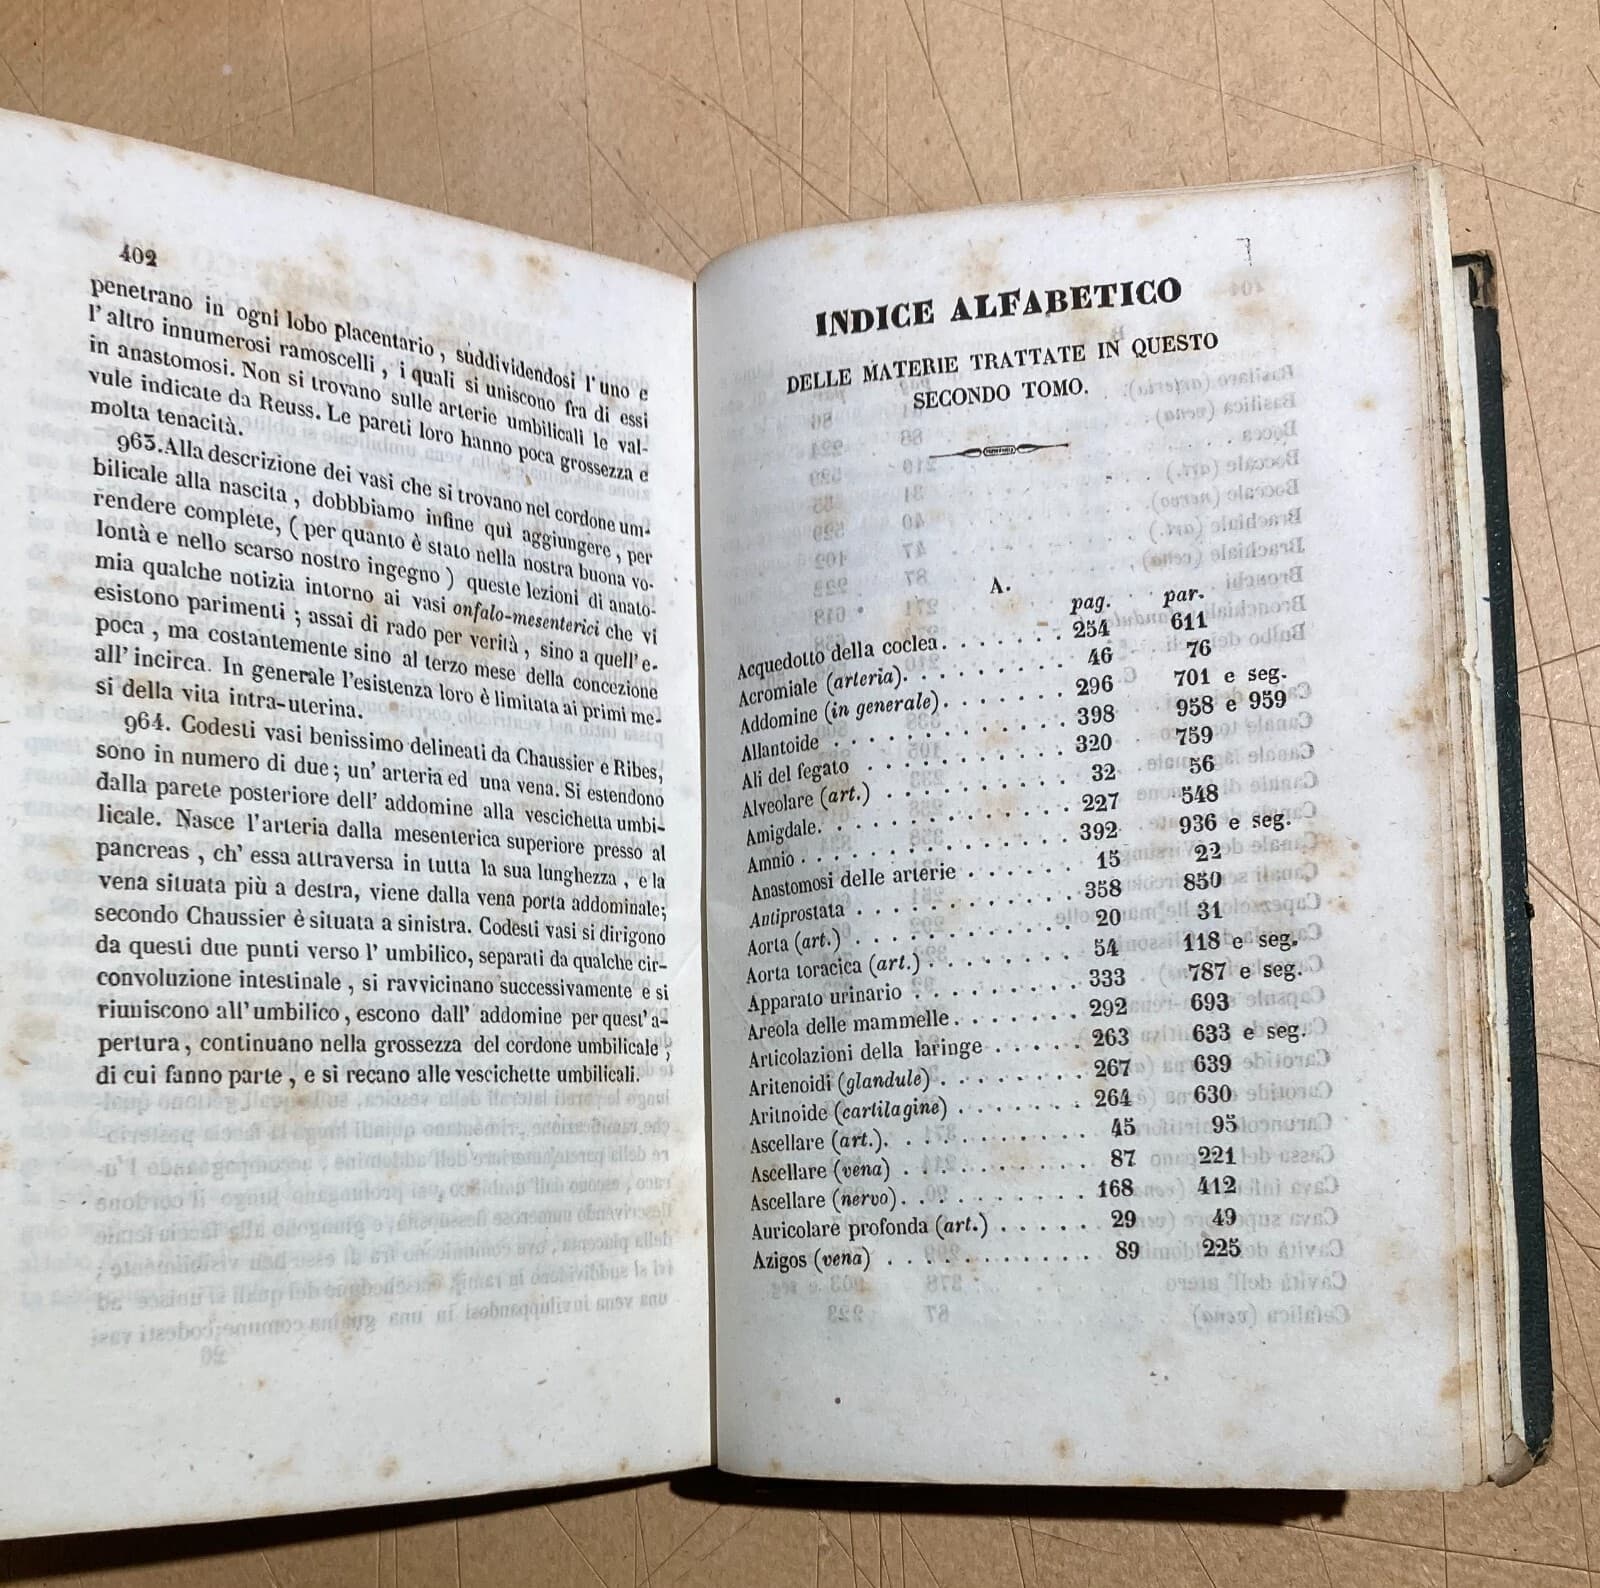 402
penetrano in ogni lobo placentario, suddividendosi l'uno e
l'altro innumerosi ramoscelli, i quali si uniscono fra di essi
in anastomosi. Non si trovano sulle arterie umbilicali le val-
vule indicate da Reuss. Le pareti loro hanno poca grossezza e
molta tenacità.
963. Alla descrizione dei vasi che si trovano nel cordone um-
bilicale alla nascita, dobbbiamo infine quì aggiungere, per
rendere complete, (per quanto è stato nella nostra buona vo-
lontà e nello scarso nostro ingegno) queste lezioni di anato-
mia qualche notizia intorno ai vasi onfalo-mesenterici che vi
esistono parimenti; assai di rado per verità, sino a quell'e-
poca, ma costantemente sino al terzo mese della concezione
all'incirca. In generale l'esistenza loro è limitata ai primi me-
si della vita intra-uterina.
964. Codesti vasi benissimo delineati da Chaussier e Ribes,
sono in numero di due; un'arteria ed una vena. Si estendono
dalla parete posteriore dell'addomine alla vescichetta umbi-
licale. Nasce l'arteria dalla mesenterica superiore presso al
pancreas, ch'essa attraversa in tutta la sua lunghezza, e la
vena situata più a destra, viene dalla vena porta addominale;
secondo Chaussier è situata a sinistra. Codesti vasi si dirigono
da questi due punti verso l'umbilico, separati da qualche cir-
convoluzione intestinale, si ravvicinano successivamente e si
riuniscono all'umbilico, escono dall'addomine per quest'a-
pertura, continuano nella grossezza del cordone umbilicale,
di cui fanno parte, e si recano alle vescichette umbilicali.
INDICE ALFABETICO
DELLE MATERIE TRATTATE IN QUESTO
SECONDO TOMO.
A.
pag. par.
Acquedotto della coclea. . . . . . . 254 611
Acromiale (arteria). . . . . . . . . 46 76
Addomine (in generale). . . . . . . 296 701 e seg.
Allantoide . . . . . . . . . . . . 398 958 e 959
Ali del fegato . . . . . . . . . . . 320 759
Alveolare (art.) . . . . . . . . . . 32 56
Amigdale. . . . . . . . . . . . . 227 548
Amnio . . . . . . . . . . . . . . 392 936 e seg.
Anastomosi delle arterie . . . . . . 15 22
Antiprostata . . . . . . . . . . . 358 850
Aorta (art.) . . . . . . . . . . . . 20 31
Aorta toracica (art.) . . . . . . . . 54 118 e seg.
Apparato urinario . . . . . . . . . 333 787 e seg.
Areola delle mammelle. . . . . . . 292 693
Articolazioni della laringe . . . . . 263 633 e seg.
Aritenoidi (glandule) . . . . . . . . 267 639
Aritnoide (cartilagine) . . . . . . . 264 630
Ascellare (art.). . . . . . . . . . . 45 95
Ascellare (vena) . . . . . . . . . . 87 221
Ascellare (nervo). . . . . . . . . . 168 412
Auricolare profonda (art.) . . . . . 29 49
Azigos (vena) . . . . . . . . . . . 89 225